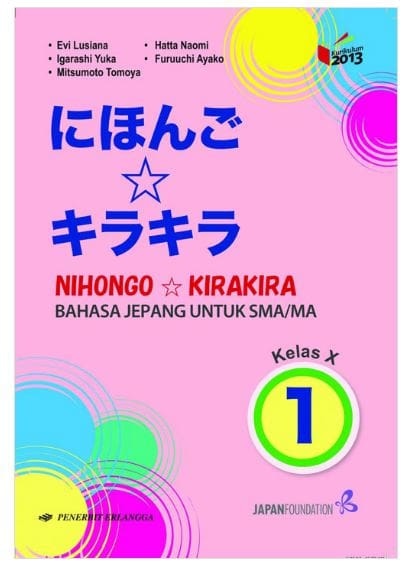 • Evi Lusiana • Hatta Naomi
• Igarashi Yuka • Furuuchi Ayako
• Mitsumoto Tomoya
Kurikulum
2013
にほんご
☆
キラキラ
NIHONGO ☆ KIRAKIRA
BAHASA JEPANG UNTUK SMA/MA
Kelas X
1
PENERBIT ERLANGGA
JAPANFOUNDATION